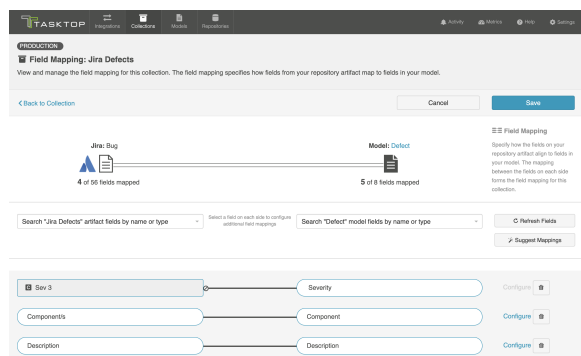 TASKTOP
Integrations
Collections
Models
Repositories
Activity
Metrics
Help
Settings
PRODUCTION
Field Mapping: Jira Defects
View and manage the field mapping for this collection. The field mapping specifies how fields from your repository artifact map to fields in your model.
Back to Collection
Cancel
Save
Jira: Bug
Model: Defect
4 of 56 fields mapped
5 of 8 fields mapped
Field Mapping
Specify how the fields on your
repository artifact align to fields in
your model. The mapping
between the fields on each side
forms the field mapping for this
collection.
Search "Jira Defects" artifact fields by name or type
Select a field on each side to configure
additional field mappings
Search "Defect" model fields by name or type
Refresh Fields
Suggest Mappings
C Sev 3
Severity
Configure
Component/s
Component
Configure
Description
Description
Configure